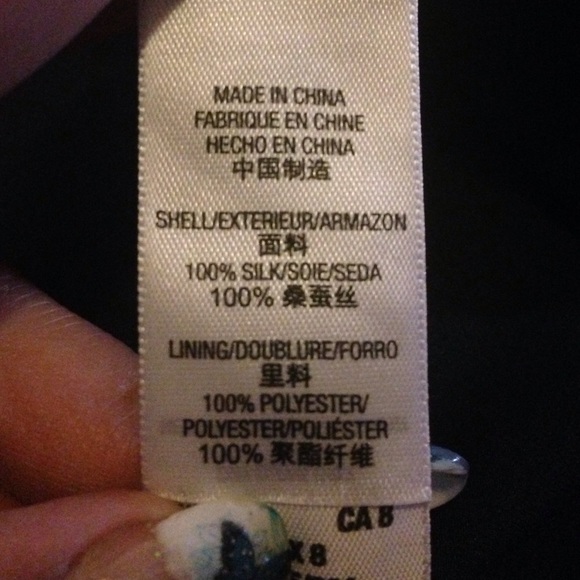 MADE IN CHINA
FABRIQUE EN CHINE
HECHO EN CHINA
中国制造
SHELL/EXTERIEUR/ARMAZON
面料
100% SILK/SOIE/SEDA
100% 桑蚕丝
LINING/DOUBLURE/FORRO
里料
100% POLYESTER/
POLYESTER/POLIÉSTER
100% 聚酯纤维
CA 8
X 8